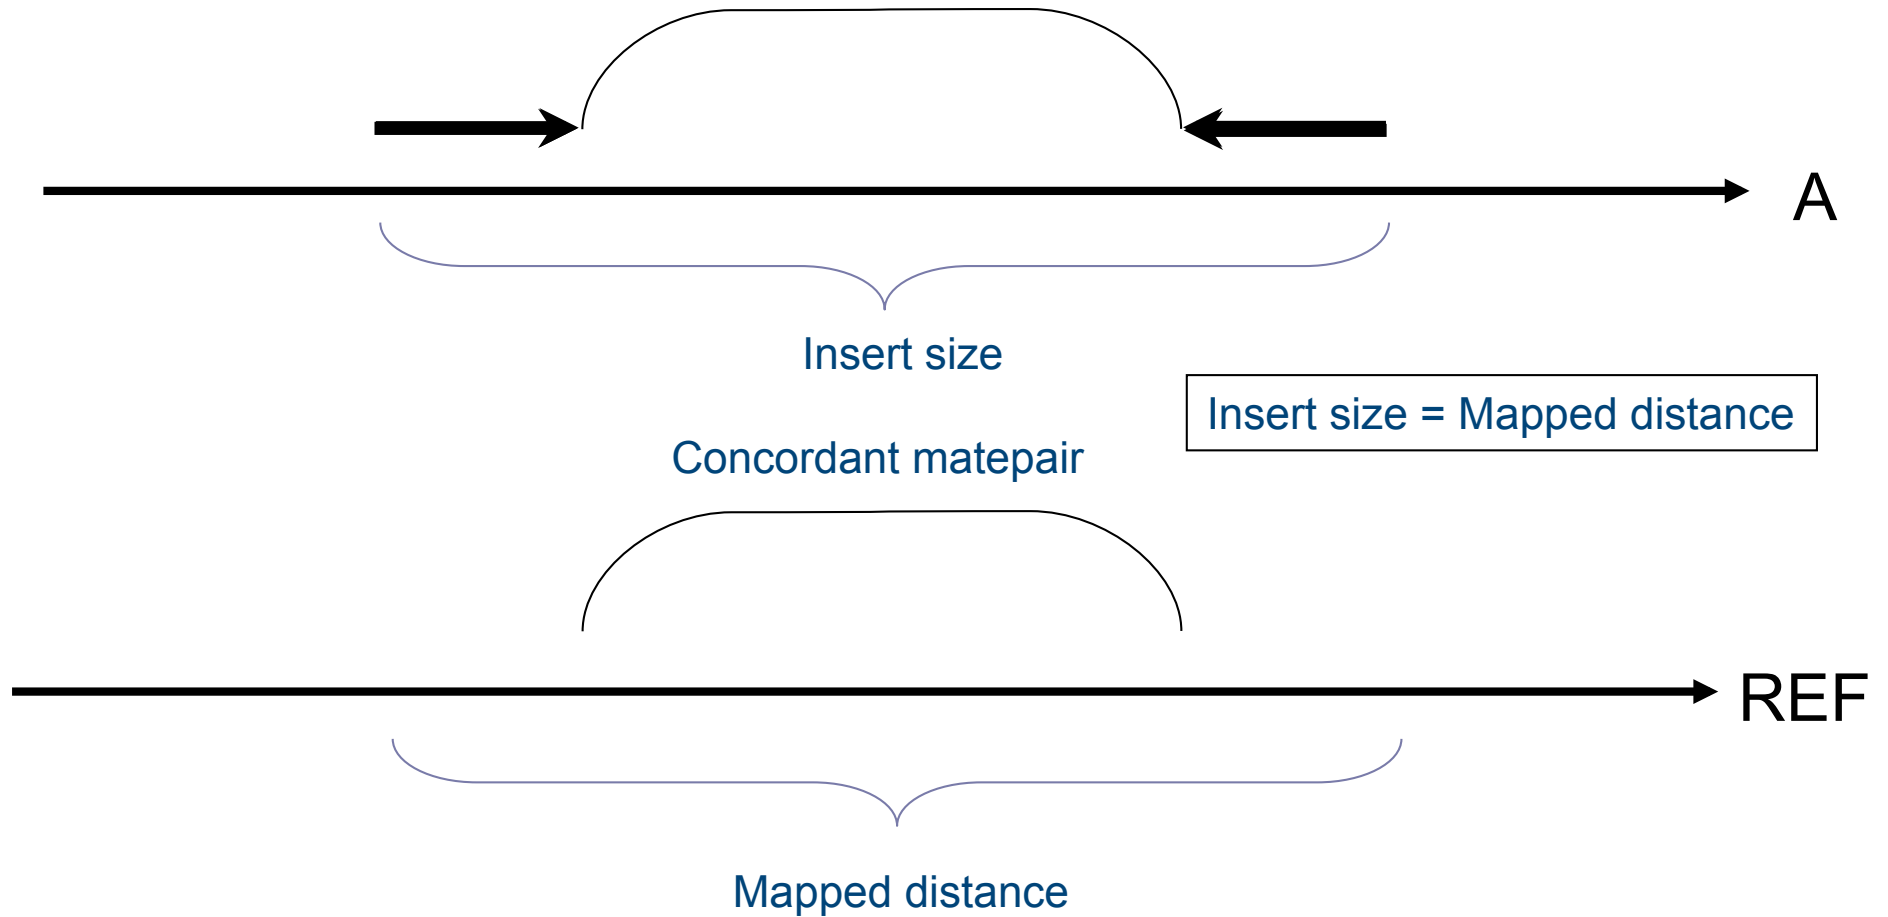 A
Insert size
Insert size = Mapped distance
Concordant matepair
REF
Mapped distance